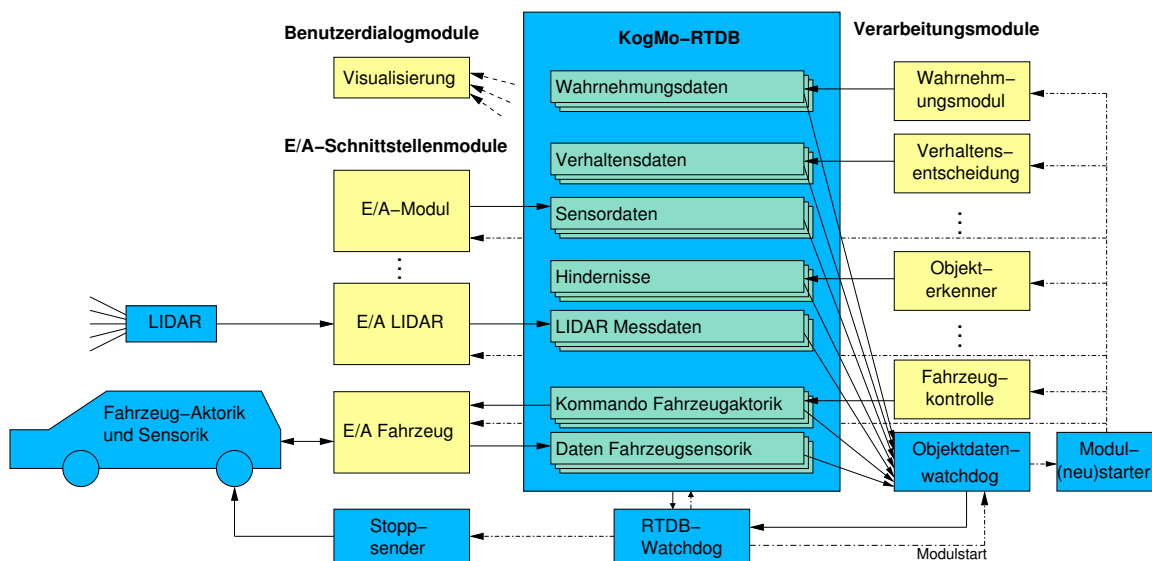 Benutzerdialogmodule
Visualisierung
E/A−Schnittstellenmodule
E/A−Modul
E/A LIDAR
E/A Fahrzeug
LIDAR
Fahrzeug−Aktorik
und Sensorik
Stopp−
sender
KogMo−RTDB
Wahrnehmungsdaten
Verhaltensdaten
Sensordaten
Hindernisse
LIDAR Messdaten
Kommando Fahrzeugaktorik
Daten Fahrzeugsensorik
RTDB−
Watchdog
Verarbeitungsmodule
Wahrnehm−
ungsmodul
Verhaltens−
entscheidung
Objekt−
erkenner
Fahrzeug−
kontrolle
Objektdaten−
watchdog
Modul−
(neu)starter
Modulstart